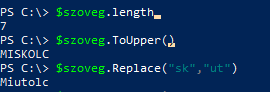 PS C:\> $szoveg.length
7
PS C:\> $szoveg.ToUpper()
MISKOLC
PS C:\> $szoveg.Replace("sk","ut")
Miutolc